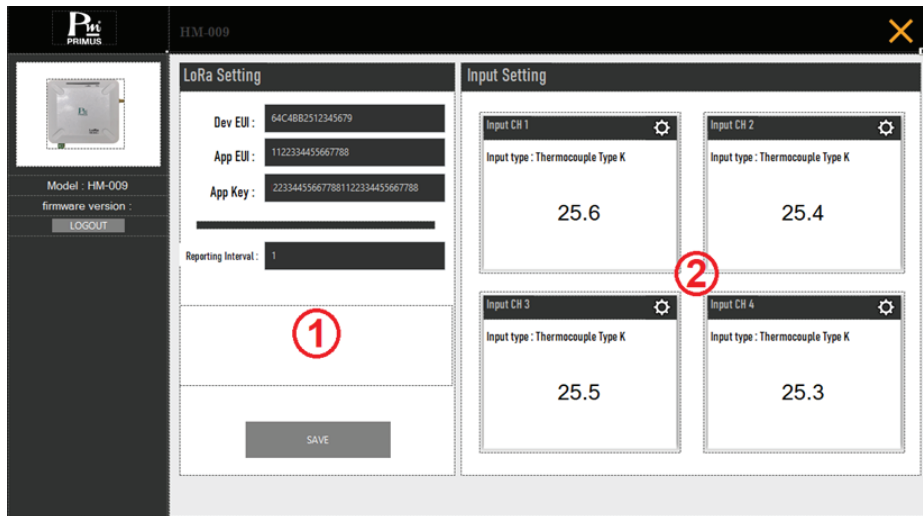 Pm
PRIMUS
HM-009
Model : HM-009
firmware version :
LOGOUT
LoRa Setting
Dev EUI : 64C4BB2512345679
App EUI : 1122334455667788
App Key : 223344556677881122334455667788
Reporting Interval : 1
1
SAVE
Input Setting
Input CH 1
Input type : Thermocouple Type K
25.6
Input CH 2
Input type : Thermocouple Type K
25.4
2
Input CH 3
Input type : Thermocouple Type K
25.5
Input CH 4
Input type : Thermocouple Type K
25.3